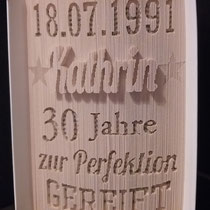 18.07.1991
Kathrin
30 Jahre
zur Perfektion
GEREIFT